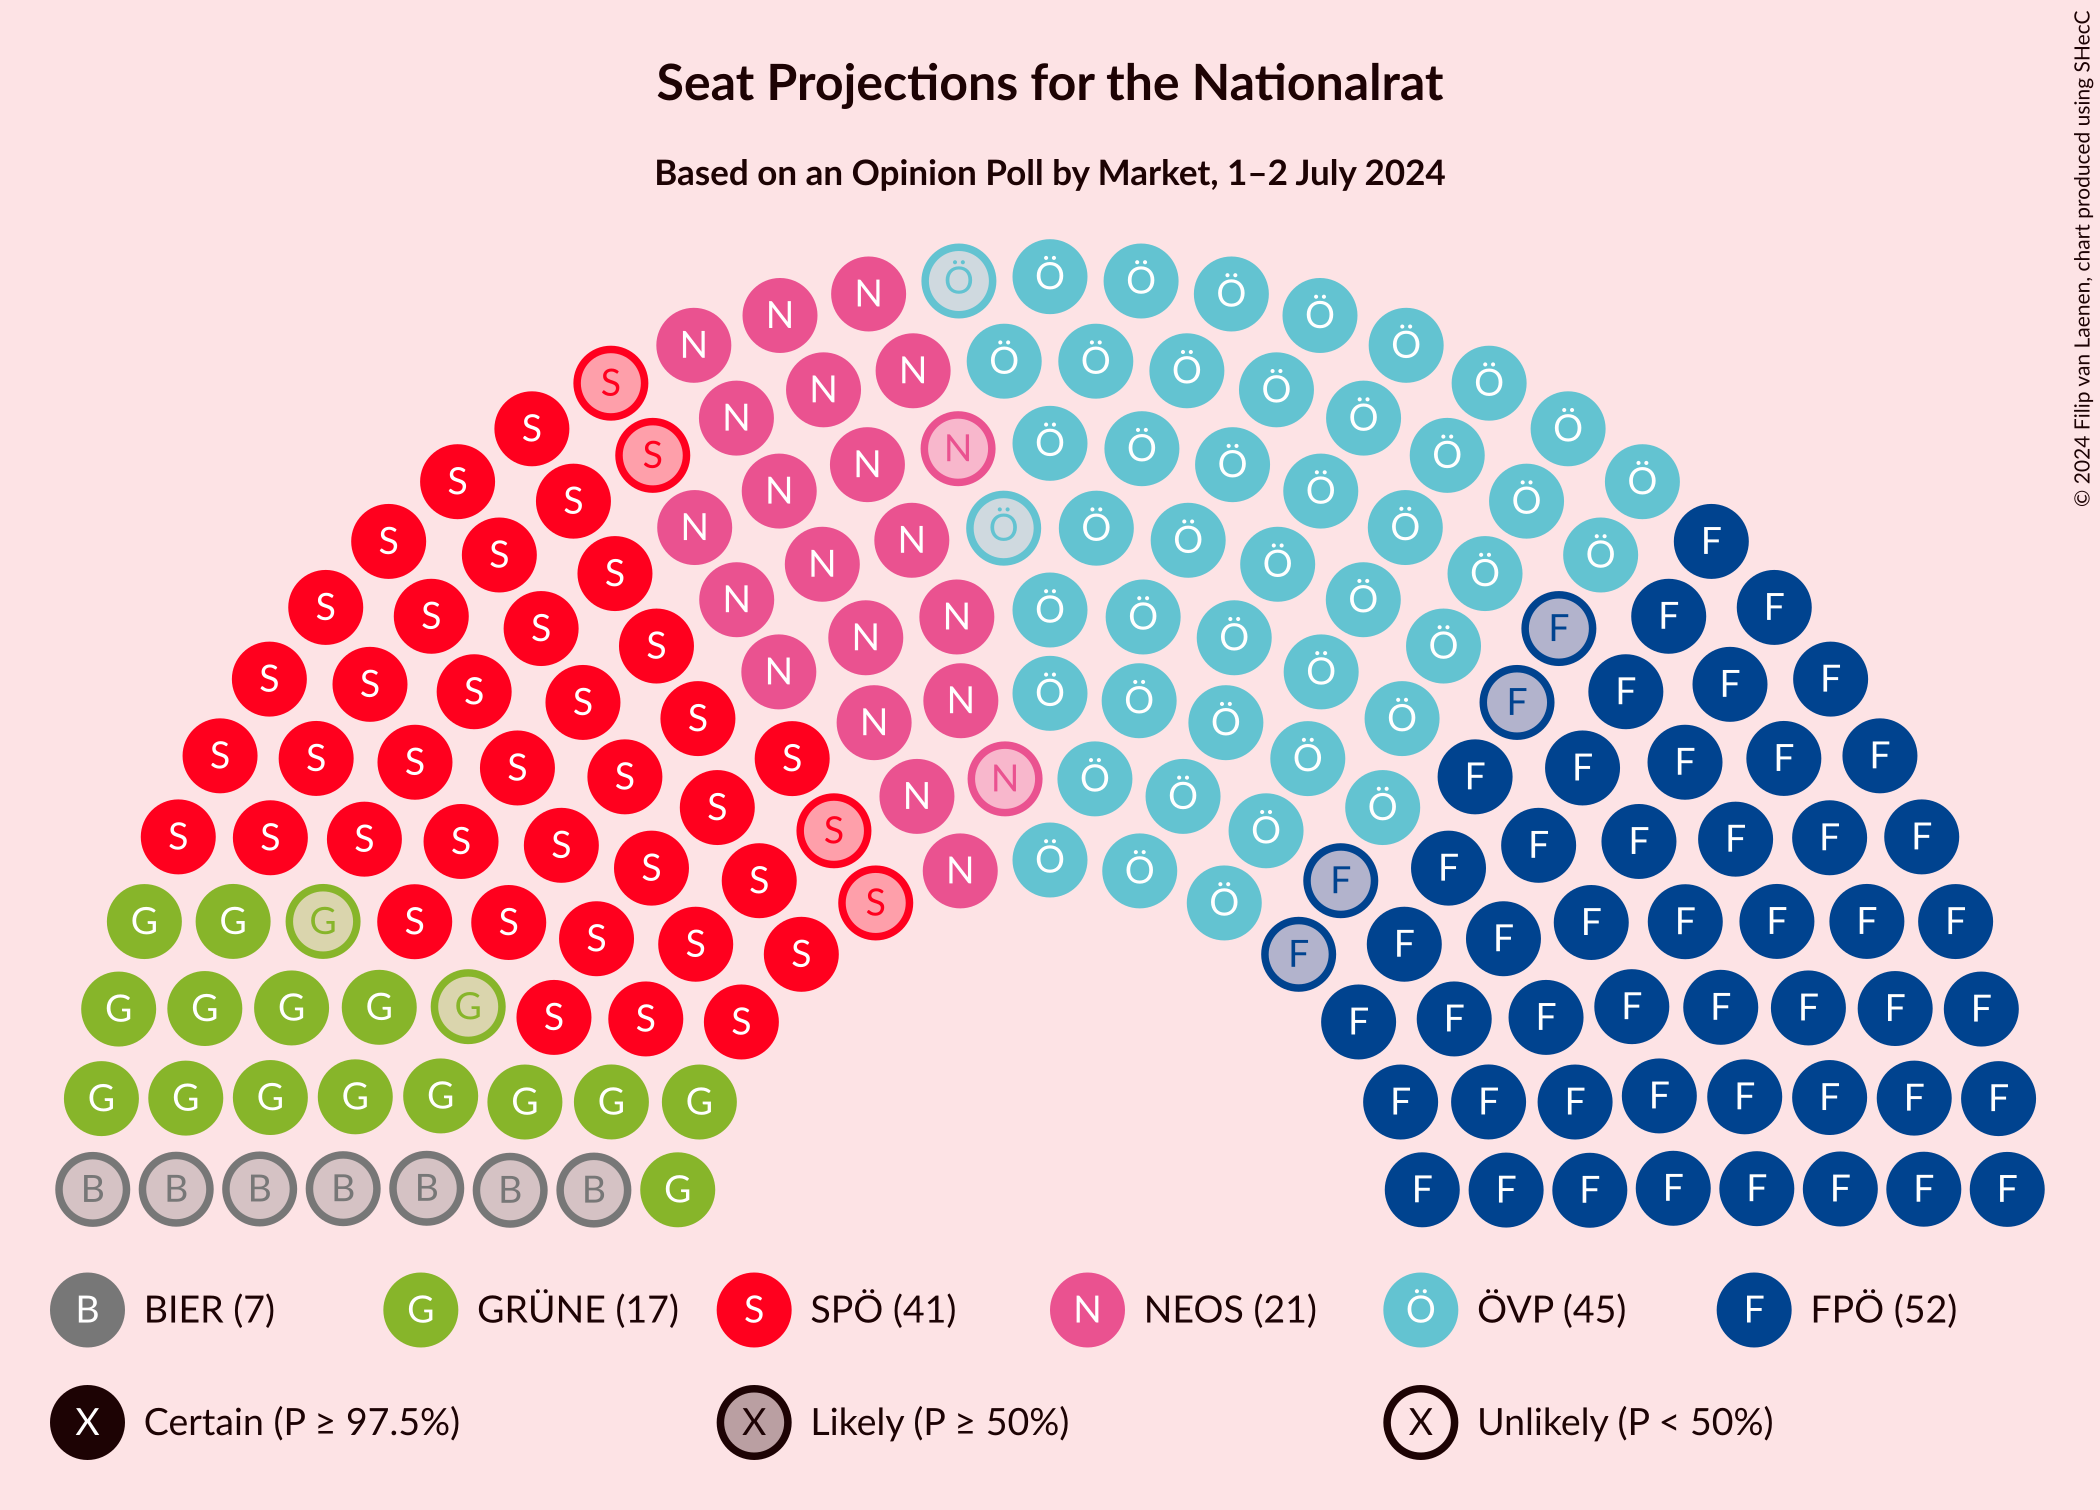 Seat Projections for the Nationalrat
Based on an Opinion Poll by Market, 1–2 July 2024
© 2024 Filip van Laenen, chart produced using SHecC
Ö Ö Ö Ö Ö Ö Ö Ö Ö
N N N
S S S S S S S S
N N N Ö Ö Ö Ö Ö Ö Ö Ö
F F F F
B BIER (7) G GRÜNE (17) S SPÖ (41) N NEOS (21) Ö ÖVP (45) F FPÖ (52)
X Certain (P ≥ 97.5%) X Likely (P ≥ 50%) X Unlikely (P < 50%)